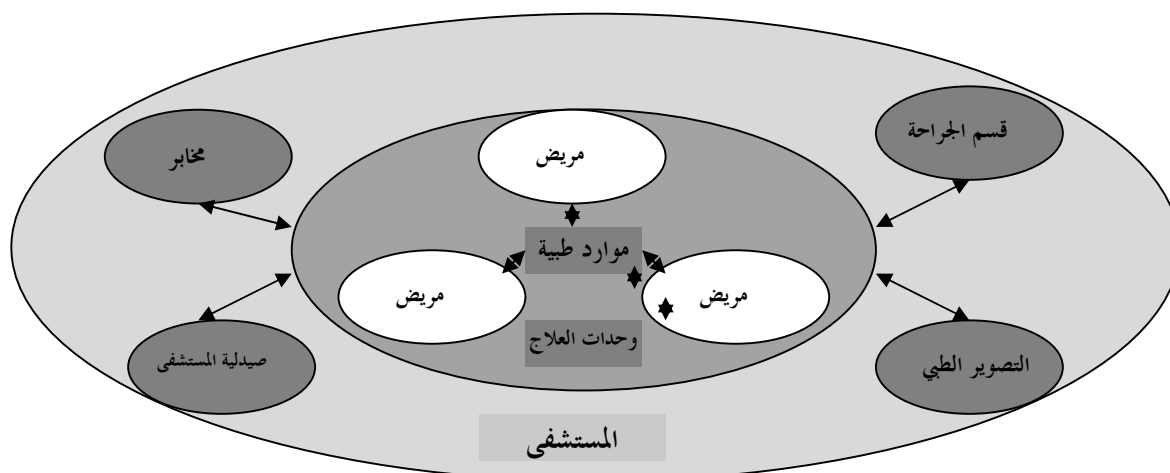 قسم الجراحة
مخابر
مريض
موارد طبية
مريض
مريض
وحدات العلاج
التصوير الطبي
صيدلية المستشفى
المستشفى